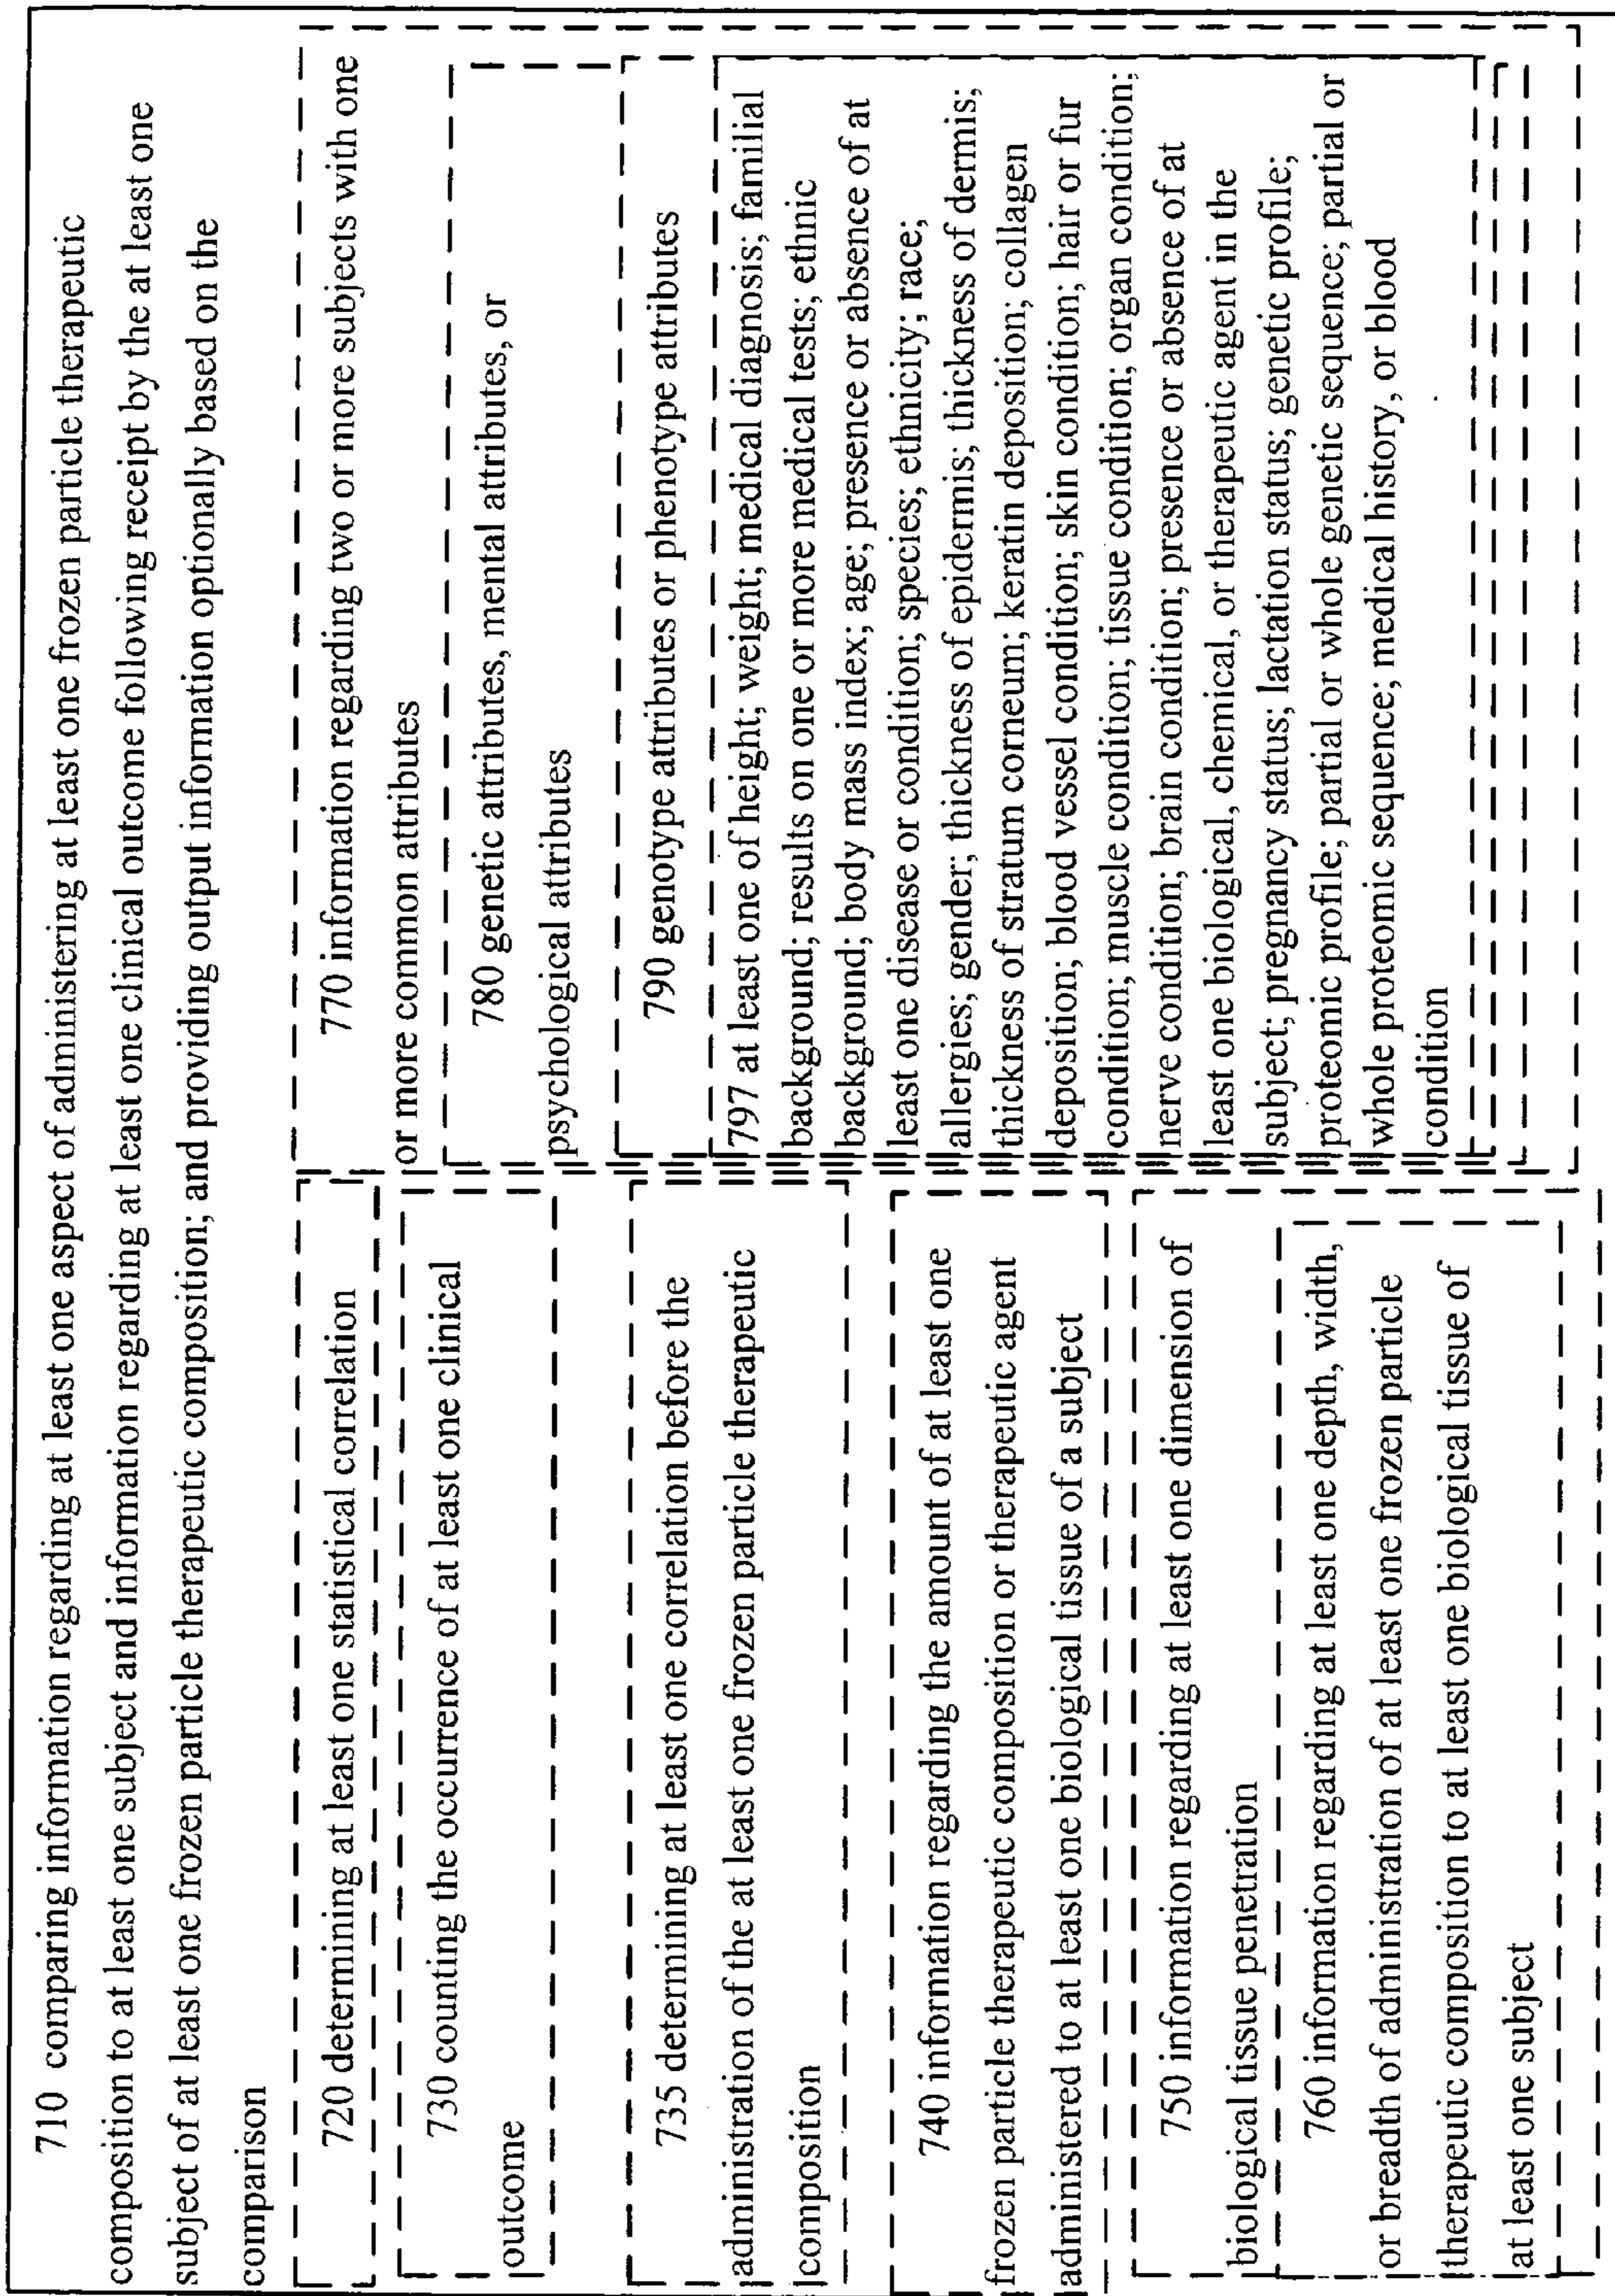 710 comparing information regarding at least one aspect of administering at least one frozen particle therapeutic
composition to at least one subject and information regarding at least one clinical outcome following receipt by the at least one
subject of at least one frozen particle therapeutic composition; and providing output information optionally based on the
comparison
720 determining at least one statistical correlation
730 counting the occurrence of at least one clinical
outcome
735 determining at least one correlation before the
administration of the at least one frozen particle therapeutic
composition
740 information regarding the amount of at least one
frozen particle therapeutic composition or therapeutic agent
administered to at least one biological tissue of a subject
750 information regarding at least one dimension of
biological tissue penetration
760 information regarding at least one depth, width,
or breadth of administration of at least one frozen particle
therapeutic composition to at least one biological tissue of
at least one subject
770 information regarding two or more subjects with one
or more common attributes
780 genetic attributes, mental attributes, or
psychological attributes
790 genotype attributes or phenotype attributes
797 at least one of height; weight; medical diagnosis; familial
background; results on one or more medical tests; ethnic
background; body mass index; age; presence or absence of at
least one disease or condition; species; ethnicity; race;
allergies; gender; thickness of epidermis; thickness of dermis;
thickness of stratum corneum; keratin deposition; collagen
deposition; blood vessel condition; skin condition; hair or fur
condition; muscle condition; tissue condition; organ condition;
nerve condition; brain condition; presence or absence of at
least one biological, chemical, or therapeutic agent in the
subject; pregnancy status; lactation status; genetic profile;
proteomic profile; partial or whole genetic sequence; partial or
whole proteomic sequence; medical history, or blood
condition